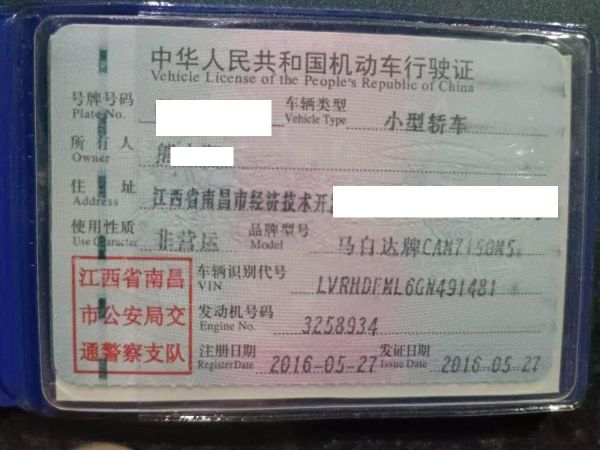 中华人民共和国机动车行驶证
Vehicle License of the People's Republic of China
号牌号码 车辆类型 小型轿车
Plate No. Vehicle Type
所有人 熊
Owner
住址 江西省南昌市经济技术开
Address
使用性质 非营运 品牌型号 马自达牌CAM7150M5
Use Character Model
江西省南昌
市公安局交
通警察支队
车辆识别代号 LVRHDFML6GN491481
VIN
发动机号码 3258934
Engine No.
注册日期 2016-05-27 发证日期 2016-05-27
Register Date Issue Date